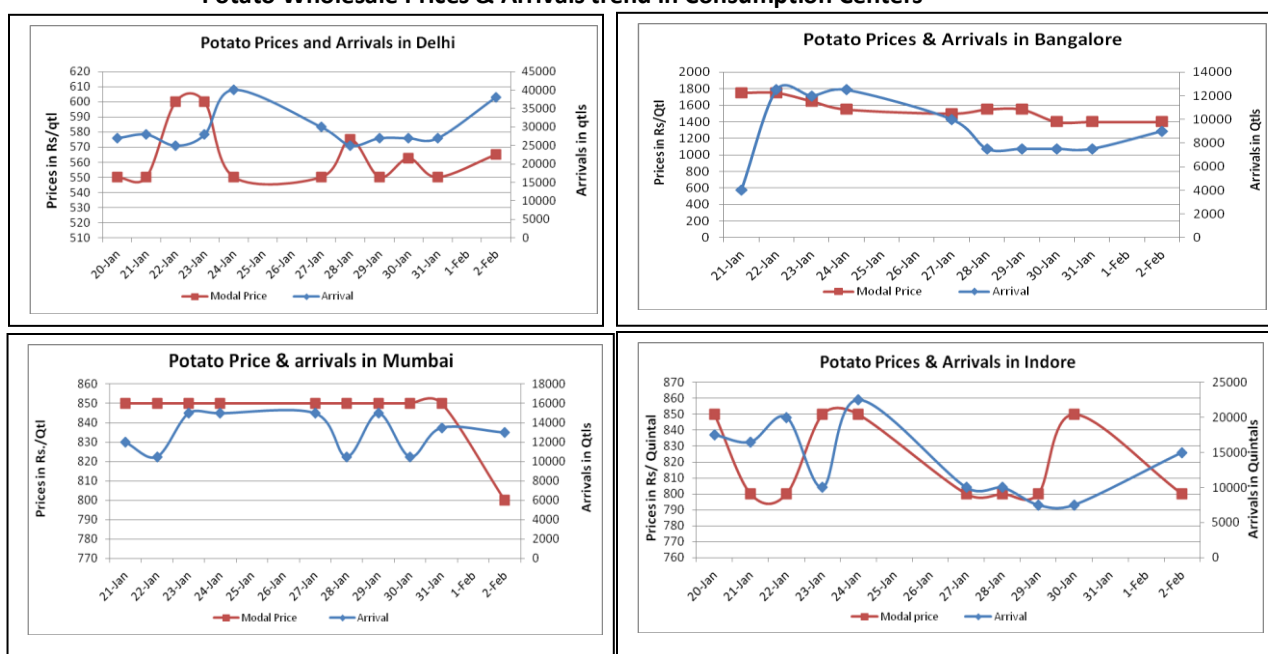 Potato Wholesale Prices & Arrivals trend in Consumption Centers
Potato Prices and Arrivals in Delhi
Prices in Rs/qtl
620
610
600
590
580
570
560
550
540
530
520
510
45000
40000
35000
30000
25000
20000
15000
10000
5000
0
Arrivals in qtls
20-Jan
21-Jan
22-Jan
23-Jan
24-Jan
25-Jan
26-Jan
27-Jan
28-Jan
29-Jan
30-Jan
31-Jan
1-Feb
2-Feb
Modal Price
Arrival
Potato Prices & Arrivals in Bangalore
Prices in Rs/Qtl
2000
1800
1600
1400
1200
1000
800
600
400
200
0
14000
12000
10000
8000
6000
4000
2000
0
Arrivals in Qtls
21-Jan
22-Jan
23-Jan
24-Jan
25-Jan
26-Jan
27-Jan
28-Jan
29-Jan
30-Jan
31-Jan
1-Feb
2-Feb
Modal Price
Arrival
Potato Price & arrivals in Mumbai
Prices in Rs./Qtl
860
850
840
830
820
810
800
790
780
770
18000
16000
14000
12000
10000
8000
6000
4000
2000
0
Arrivals in Qtls
21-Jan
22-Jan
23-Jan
24-Jan
25-Jan
26-Jan
27-Jan
28-Jan
29-Jan
30-Jan
31-Jan
1-Feb
2-Feb
Modal Price
Arrival
Potato Prices & Arrivals in Indore
Prices in Rs/ Quintal
870
860
850
840
830
820
810
800
790
780
770
760
25000
20000
15000
10000
5000
0
Arrivals in Quintals
20-Jan
21-Jan
22-Jan
23-Jan
24-Jan
25-Jan
26-Jan
27-Jan
28-Jan
29-Jan
30-Jan
31-Jan
1-Feb
2-Feb
Modal price
Arrival